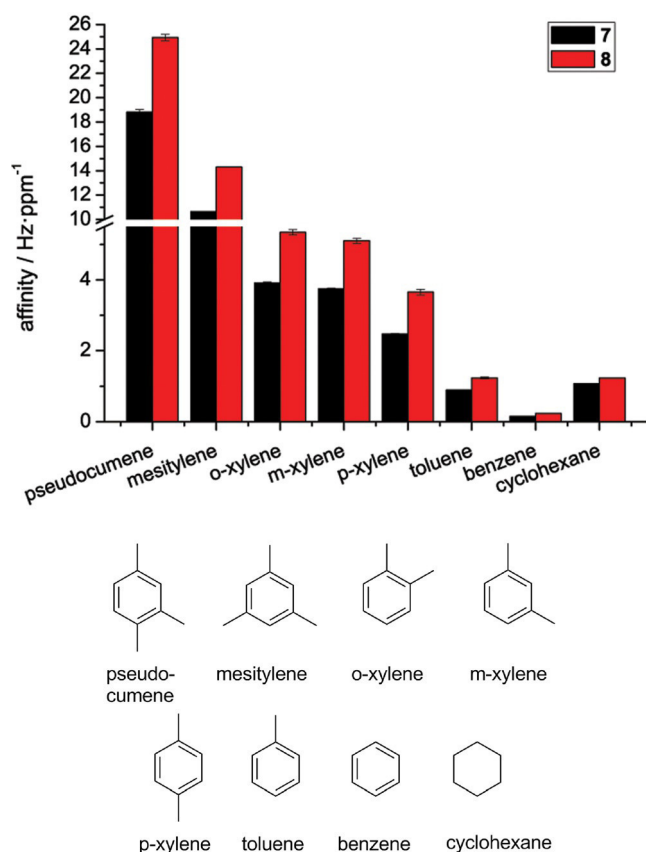 26
24
22
20
18
16
14
12
10
4
2
0
affinity / Hz·ppm⁻¹
7
8
pseudocumene
mesitylene
o-xylene
m-xylene
p-xylene
toluene
benzene
cyclohexane
pseudo-
cumene
mesitylene
o-xylene
m-xylene
p-xylene
toluene
benzene
cyclohexane